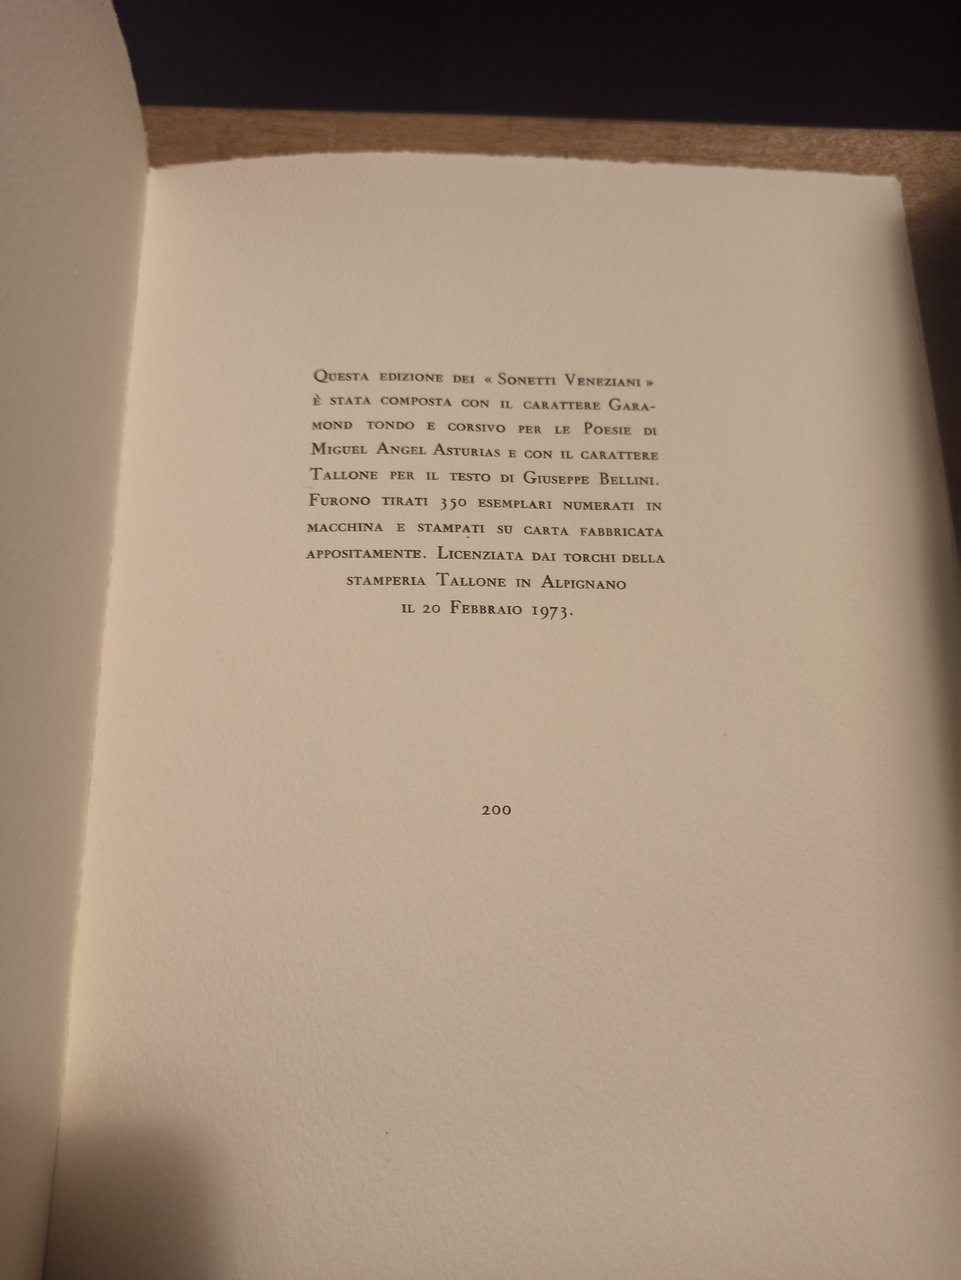 Questa edizione dei « Sonetti Veneziani »
è stata composta con il carattere Gara-
mond tondo e corsivo per le Poesie di
Miguel Angel Asturias e con il carattere
Tallone per il testo di Giuseppe Bellini.
Furono tirati 350 esemplari numerati in
macchina e stampati su carta fabbricata
appositamente. Licenziata dai torchi della
stamperia Tallone in Alpignano
il 20 Febbraio 1973.
200